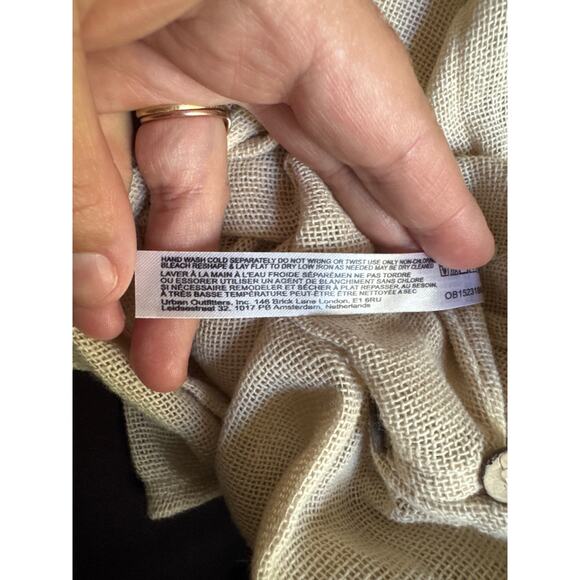 HAND WASH COLD SEPARATELY DO NOT WRING OR TWIST USE ONLY NON-CHLORI
BLEACH RESHAPE & LAY FLAT TO DRY LOW IRON AS NEEDED MAY BE DRY CLEANED
LAVER À LA MAIN À L'EAU FROIDE SÉPARÉMEN NE PAS TORDRE
OU ESSORER UTILISER UN AGENT DE BLANCHIMENT SANS CHLORE
SI NÉCESSAIRE REMODELER ET SÉCHER À PLAT REPASSER, AU BESOIN,
À TRÈS BASSE TEMPÉRATURE PEUT-ÊTRE ÊTRE NETTOYÉ A SEC
Urban Outfitters, Inc. 146 Brick Lane London, E1 6RU
Leidsestraat 32, 1017 PB Amsterdam, Netherlands